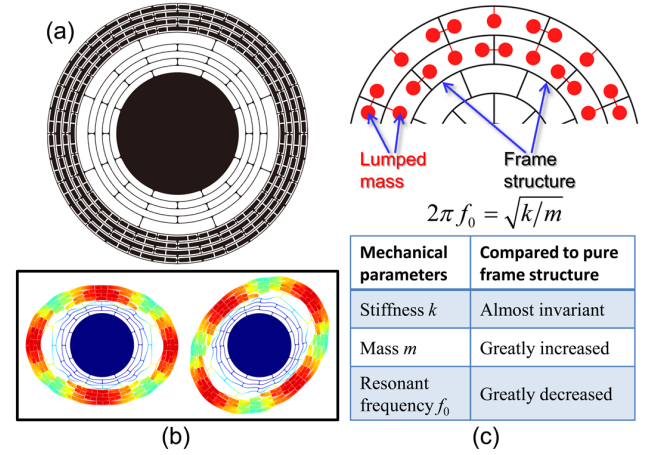 (a)
Lumped
mass
Frame
structure
2π f₀ = √k/m
Mechanical
parameters
Compared to pure
frame structure
Stiffness k
Almost invariant
Mass m
Greatly increased
Resonant
frequency f₀
Greatly decreased
(b)
(c)